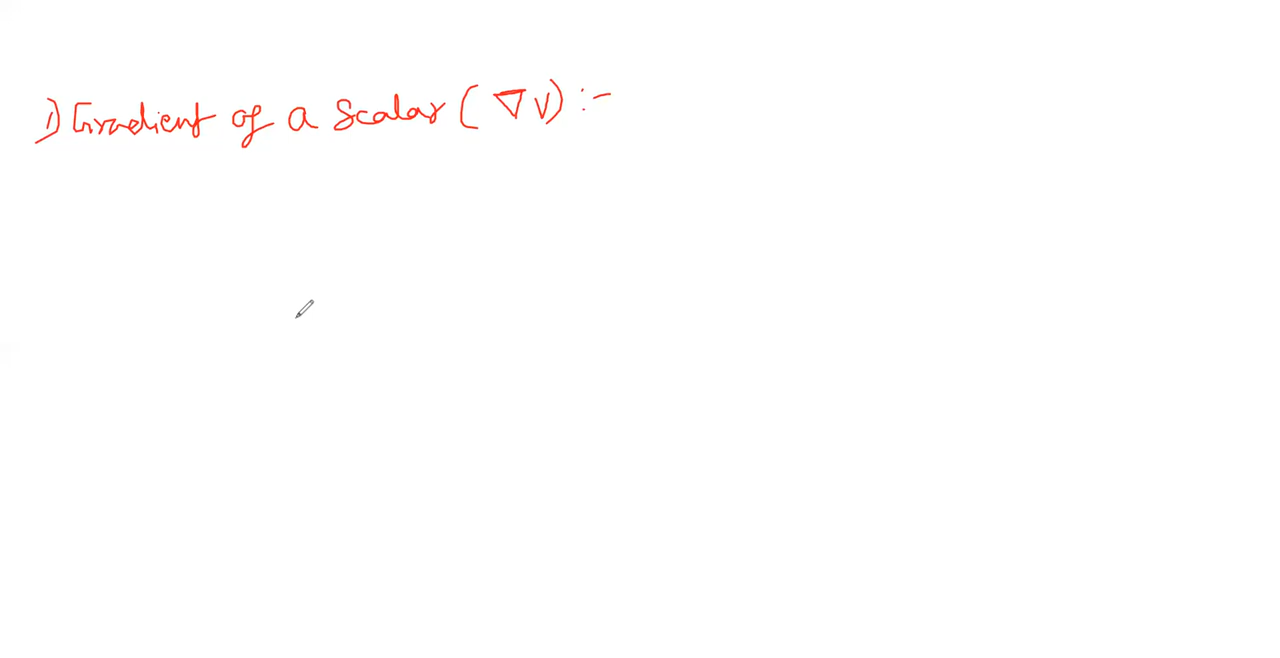 1) Gradient of a Scalar ( ∇ V) :-